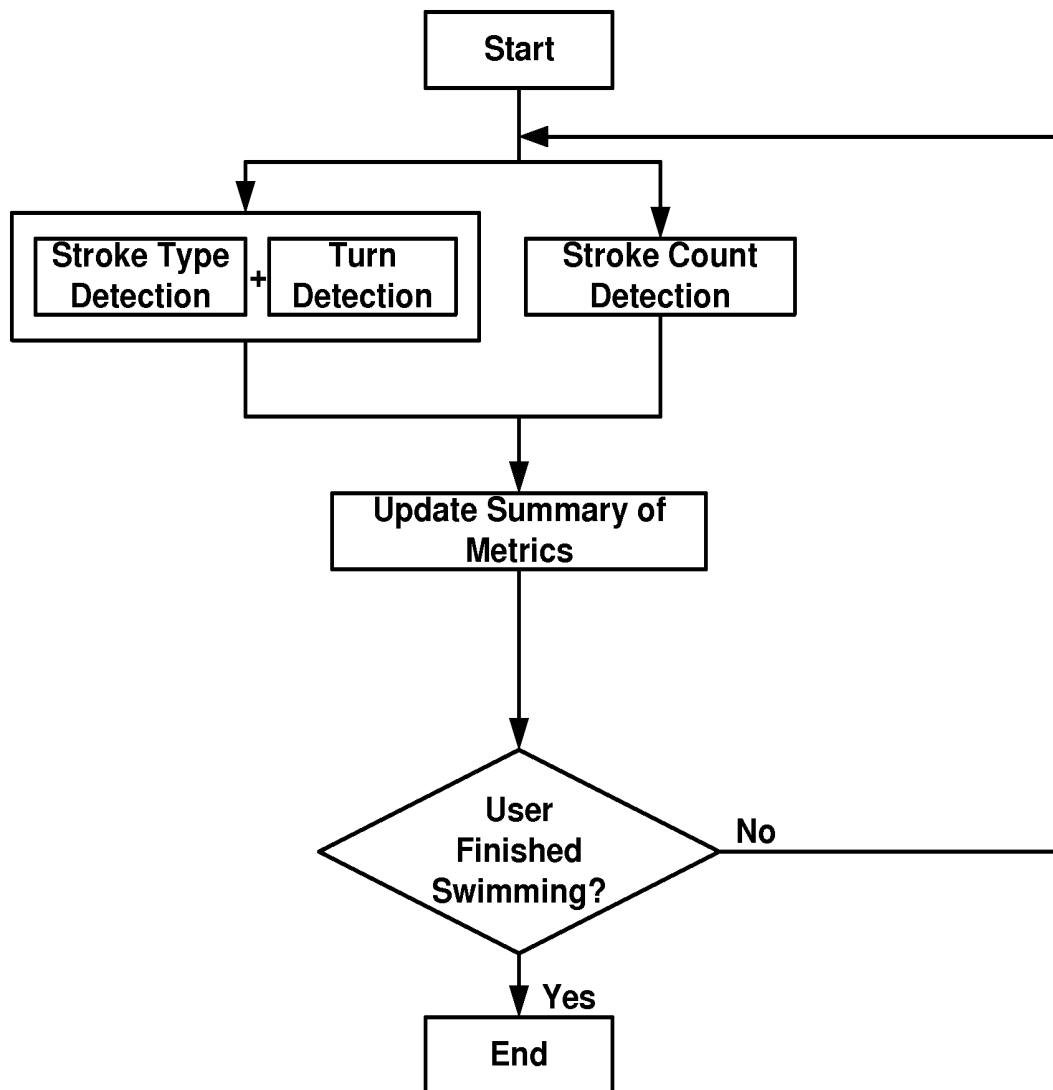 Start
Stroke Type
Detection
+
Turn
Detection
Stroke Count
Detection
Update Summary of
Metrics
User
Finished
Swimming?
No
Yes
End